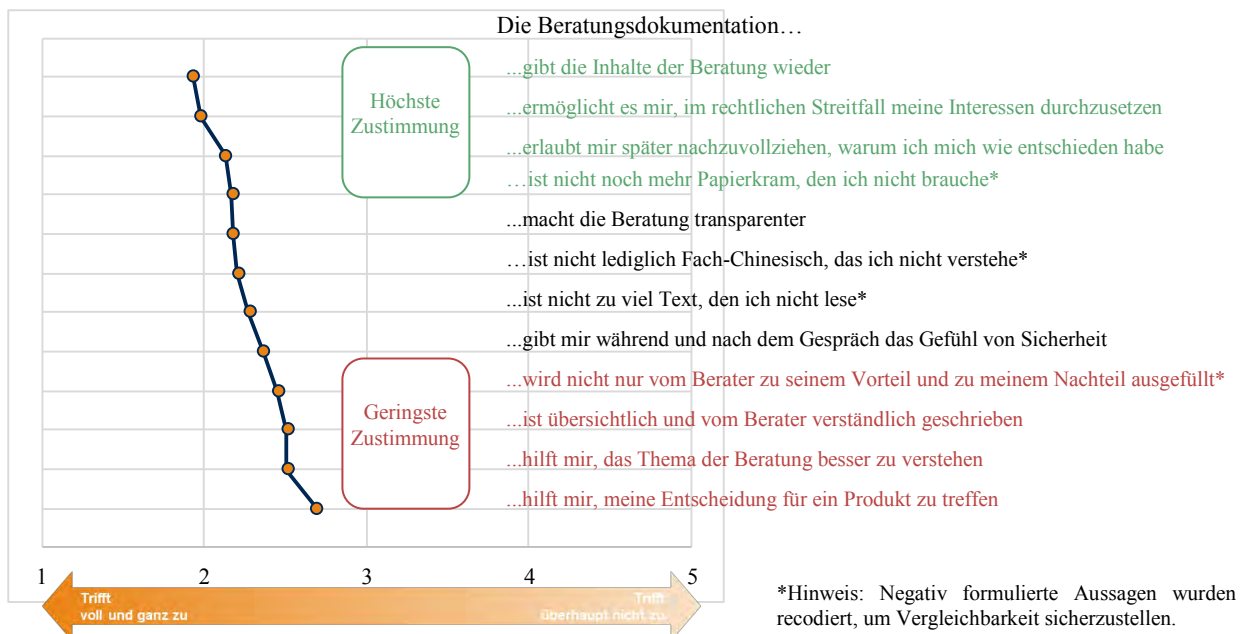 Die Beratungsdokumentation…
Höchste
Zustimmung
...gibt die Inhalte der Beratung wieder
...ermöglicht es mir, im rechtlichen Streitfall meine Interessen durchzusetzen
...erlaubt mir später nachzuvollziehen, warum ich mich wie entschieden habe
…ist nicht noch mehr Papierkram, den ich nicht brauche*
...macht die Beratung transparenter
…ist nicht lediglich Fach-Chinesisch, das ich nicht verstehe*
...ist nicht zu viel Text, den ich nicht lese*
...gibt mir während und nach dem Gespräch das Gefühl von Sicherheit
Geringste
Zustimmung
...wird nicht nur vom Berater zu seinem Vorteil und zu meinem Nachteil ausgefüllt*
...ist übersichtlich und vom Berater verständlich geschrieben
...hilft mir, das Thema der Beratung besser zu verstehen
...hilft mir, meine Entscheidung für ein Produkt zu treffen
1 2 3 4 5
Trifft
voll und ganz zu
Trifft
überhaupt nicht zu
*Hinweis: Negativ formulierte Aussagen wurden
recodiert, um Vergleichbarkeit sicherzustellen.